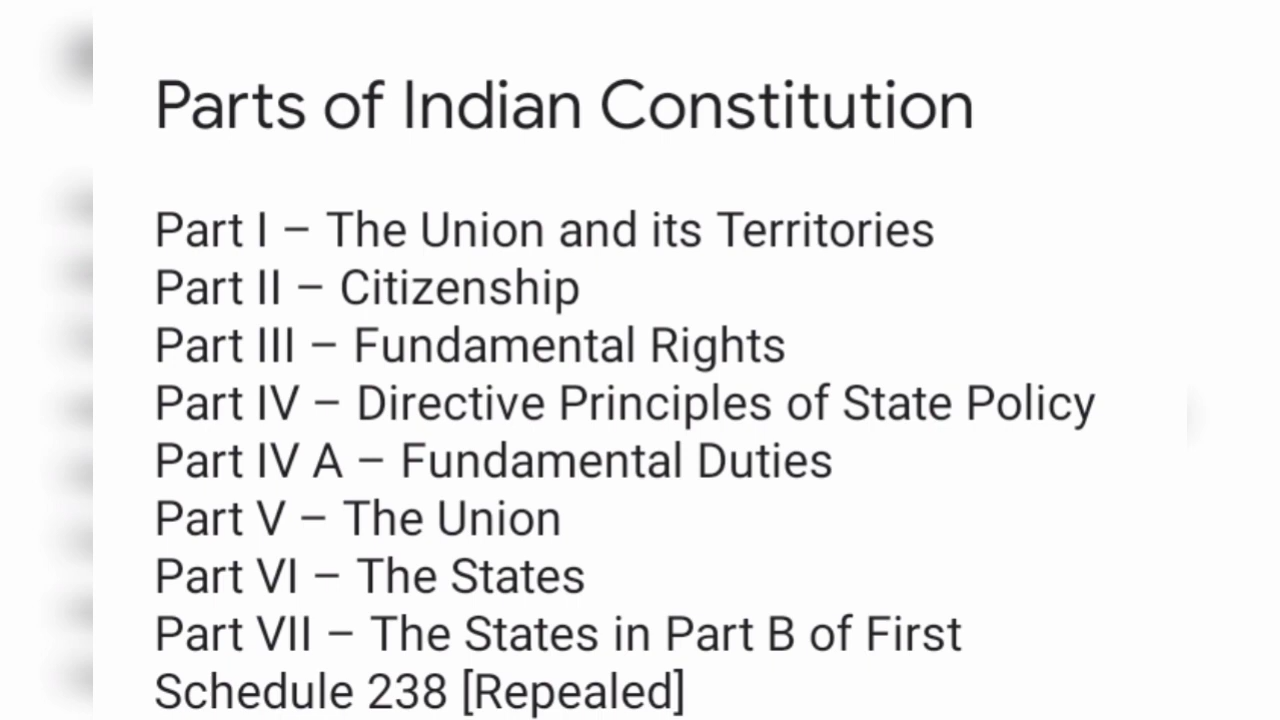 Parts of Indian Constitution
Part I – The Union and its Territories
Part II – Citizenship
Part III – Fundamental Rights
Part IV – Directive Principles of State Policy
Part IV A – Fundamental Duties
Part V – The Union
Part VI – The States
Part VII – The States in Part B of First
Schedule 238 [Repealed]